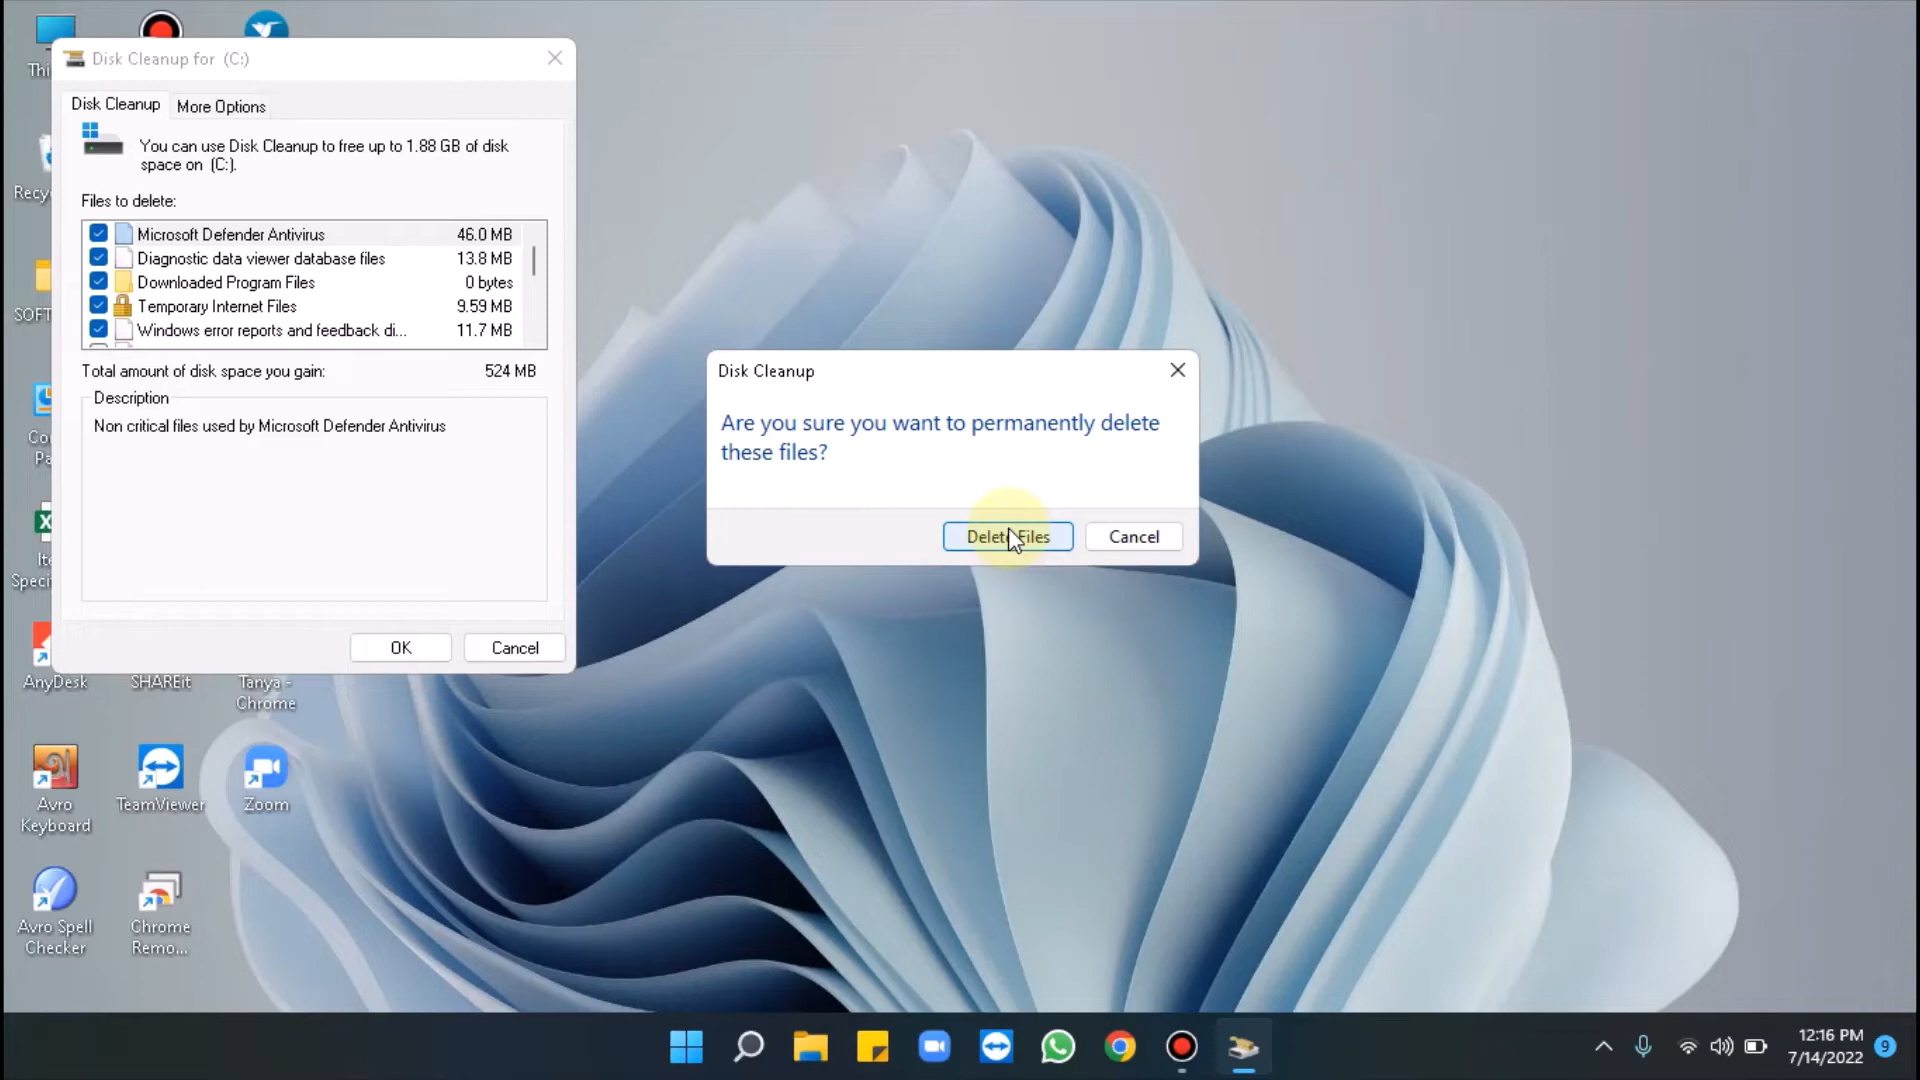 Disk Cleanup for  (C:)
Disk Cleanup
More Options
You can use Disk Cleanup to free up to 1.88 GB of disk
space on  (C:).
Files to delete:
Microsoft Defender Antivirus 46.0 MB
Diagnostic data viewer database files 13.8 MB
Downloaded Program Files 0 bytes
Temporary Internet Files 9.59 MB
Windows error reports and feedback di... 11.7 MB
Total amount of disk space you gain: 524 MB
Description
Non critical files used by Microsoft Defender Antivirus
OK
Cancel
Disk Cleanup
Are you sure you want to permanently delete
these files?
Delete Files
Cancel
AnyDesk
SHAREit
Tanya -
Chrome
Avro
Keyboard
TeamViewer
Zoom
Avro Spell
Checker
Chrome
Remo...
12:16 PM
7/14/2022
9